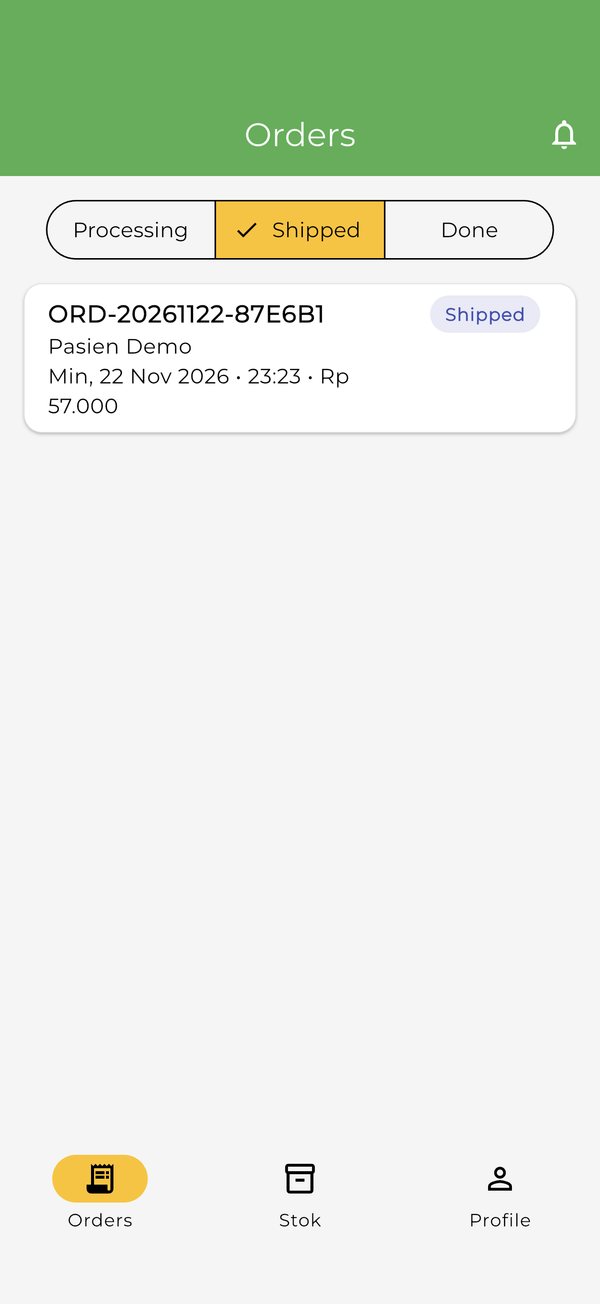 Orders
Processing
Shipped
Done
ORD-20261122-87E6B1
Shipped
Pasien Demo
Min, 22 Nov 2026 • 23:23 • Rp
57.000
Orders
Stok
Profile